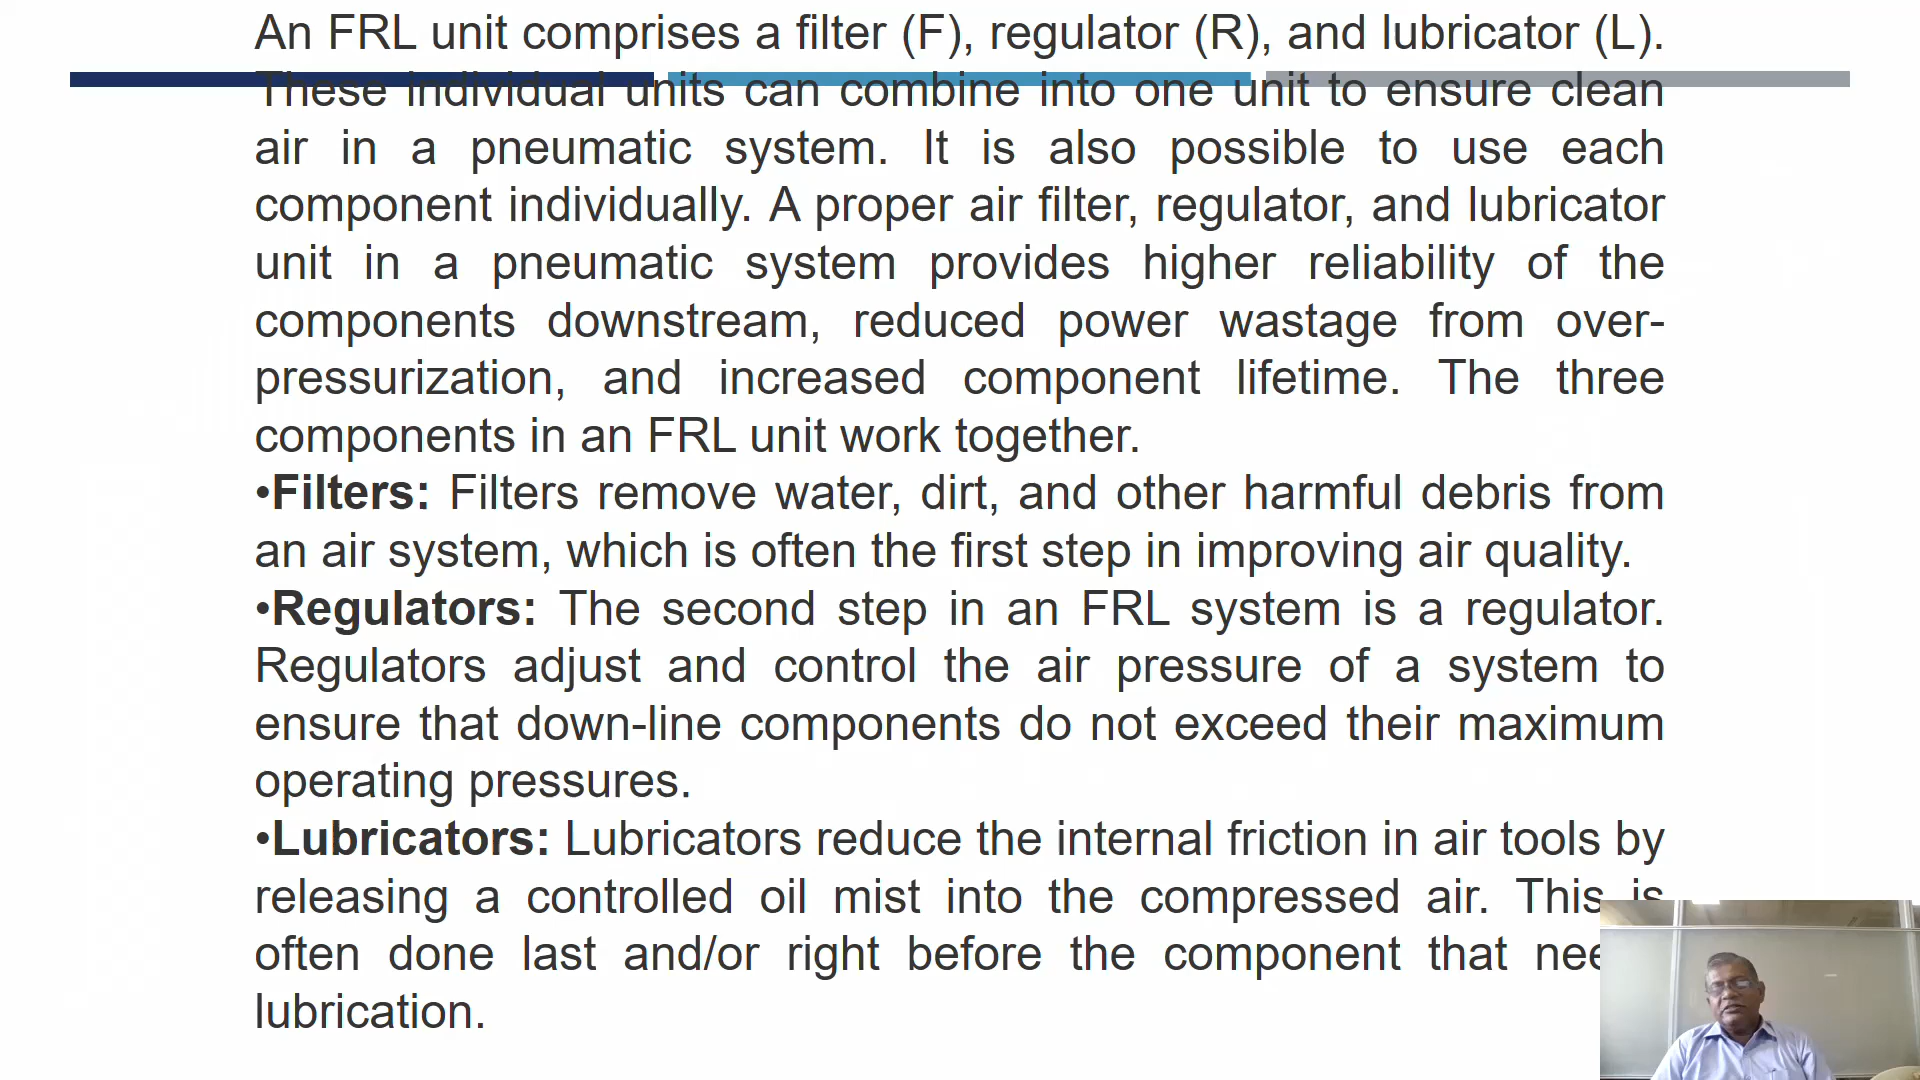 An FRL unit comprises a filter (F), regulator (R), and lubricator (L).
These individual units can combine into one unit to ensure clean
air in a pneumatic system. It is also possible to use each
component individually. A proper air filter, regulator, and lubricator
unit in a pneumatic system provides higher reliability of the
components downstream, reduced power wastage from over-
pressurization, and increased component lifetime. The three
components in an FRL unit work together.
•Filters: Filters remove water, dirt, and other harmful debris from
an air system, which is often the first step in improving air quality.
•Regulators: The second step in an FRL system is a regulator.
Regulators adjust and control the air pressure of a system to
ensure that down-line components do not exceed their maximum
operating pressures.
•Lubricators: Lubricators reduce the internal friction in air tools by
releasing a controlled oil mist into the compressed air. This is
often done last and/or right before the component that
lubrication.